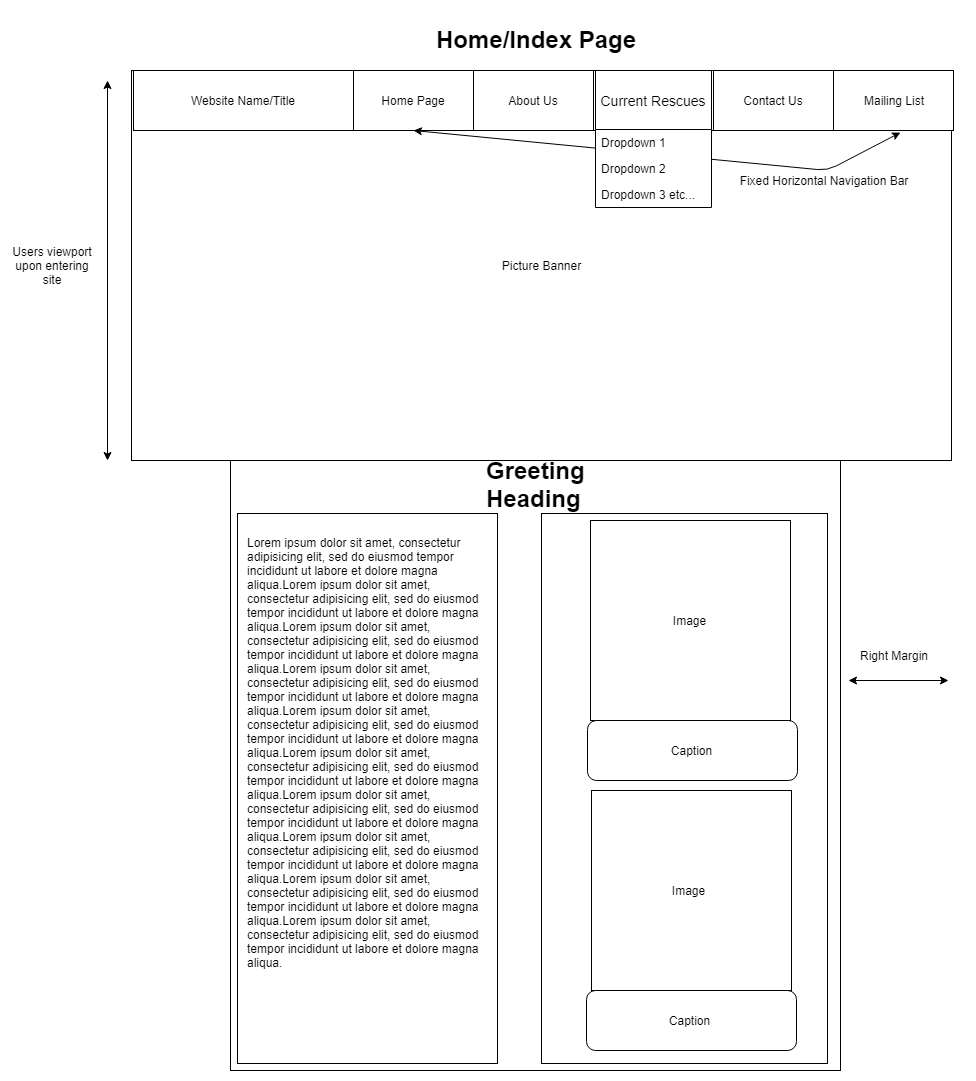 Home/Index Page
Website Name/Title
Home Page
About Us
Current Rescues
Contact Us
Mailing List
Dropdown 1
Dropdown 2
Dropdown 3 etc...
Fixed Horizontal Navigation Bar
Users viewport
upon entering
site
Picture Banner
Greeting
Heading
Lorem ipsum dolor sit amet, consectetur
adipisicing elit, sed do eiusmod tempor
incididunt ut labore et dolore magna
aliqua.Lorem ipsum dolor sit amet,
consectetur adipisicing elit, sed do eiusmod
tempor incididunt ut labore et dolore magna
aliqua.Lorem ipsum dolor sit amet,
consectetur adipisicing elit, sed do eiusmod
tempor incididunt ut labore et dolore magna
aliqua.Lorem ipsum dolor sit amet,
consectetur adipisicing elit, sed do eiusmod
tempor incididunt ut labore et dolore magna
aliqua.Lorem ipsum dolor sit amet,
consectetur adipisicing elit, sed do eiusmod
tempor incididunt ut labore et dolore magna
aliqua.Lorem ipsum dolor sit amet,
consectetur adipisicing elit, sed do eiusmod
tempor incididunt ut labore et dolore magna
aliqua.Lorem ipsum dolor sit amet,
consectetur adipisicing elit, sed do eiusmod
tempor incididunt ut labore et dolore magna
aliqua.Lorem ipsum dolor sit amet,
consectetur adipisicing elit, sed do eiusmod
tempor incididunt ut labore et dolore magna
aliqua.Lorem ipsum dolor sit amet,
consectetur adipisicing elit, sed do eiusmod
tempor incididunt ut labore et dolore magna
aliqua.Lorem ipsum dolor sit amet,
consectetur adipisicing elit, sed do eiusmod
tempor incididunt ut labore et dolore magna
aliqua.
Image
Caption
Image
Caption
Right Margin